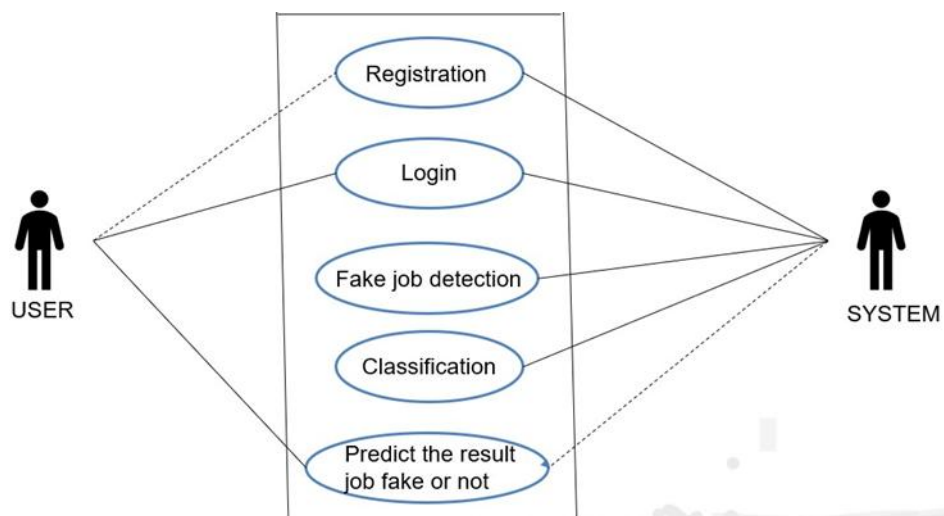 Registration
Login
Fake job detection
USER
SYSTEM
Classification
Predict the result
job fake or not